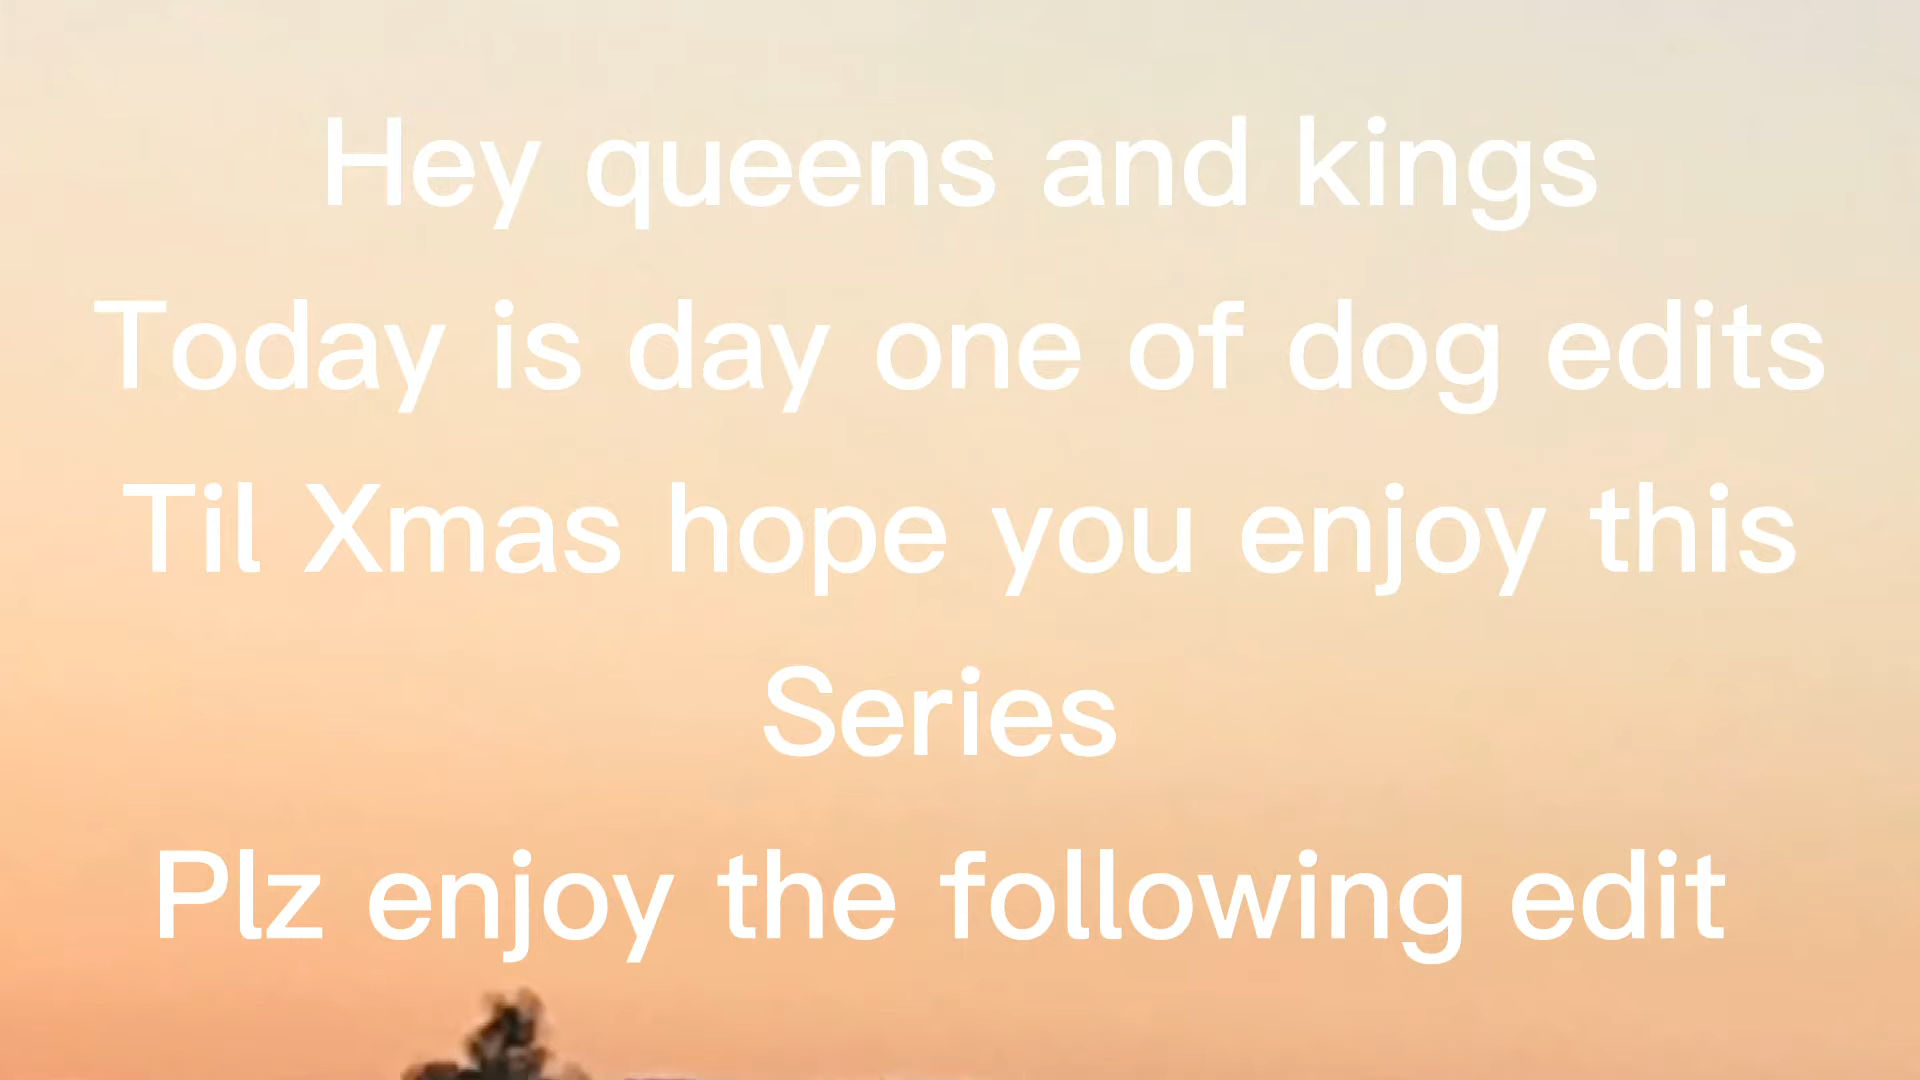 Hey queens and kings
Today is day one of dog edits
Til Xmas hope you enjoy this
Series
Plz enjoy the following edit